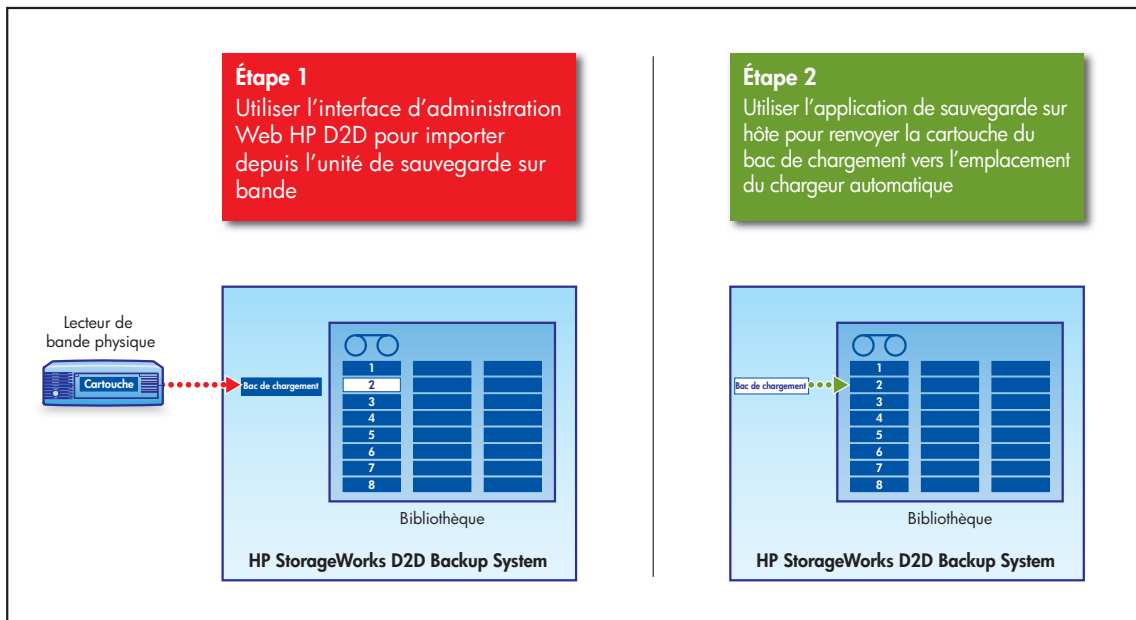 Étape 1
Utiliser l’interface d’administration
Web HP D2D pour importer
depuis l’unité de sauvegarde sur
bande
Étape 2
Utiliser l’application de sauvegarde sur
hôte pour renvoyer la cartouche du
bac de chargement vers l’emplacement
du chargeur automatique
Lecteur de
bande physique
Cartouche
Bac de chargement
1
2
3
4
5
6
7
8
Bibliothèque
HP StorageWorks D2D Backup System
Bac de chargement
1
2
3
4
5
6
7
8
Bibliothèque
HP StorageWorks D2D Backup System